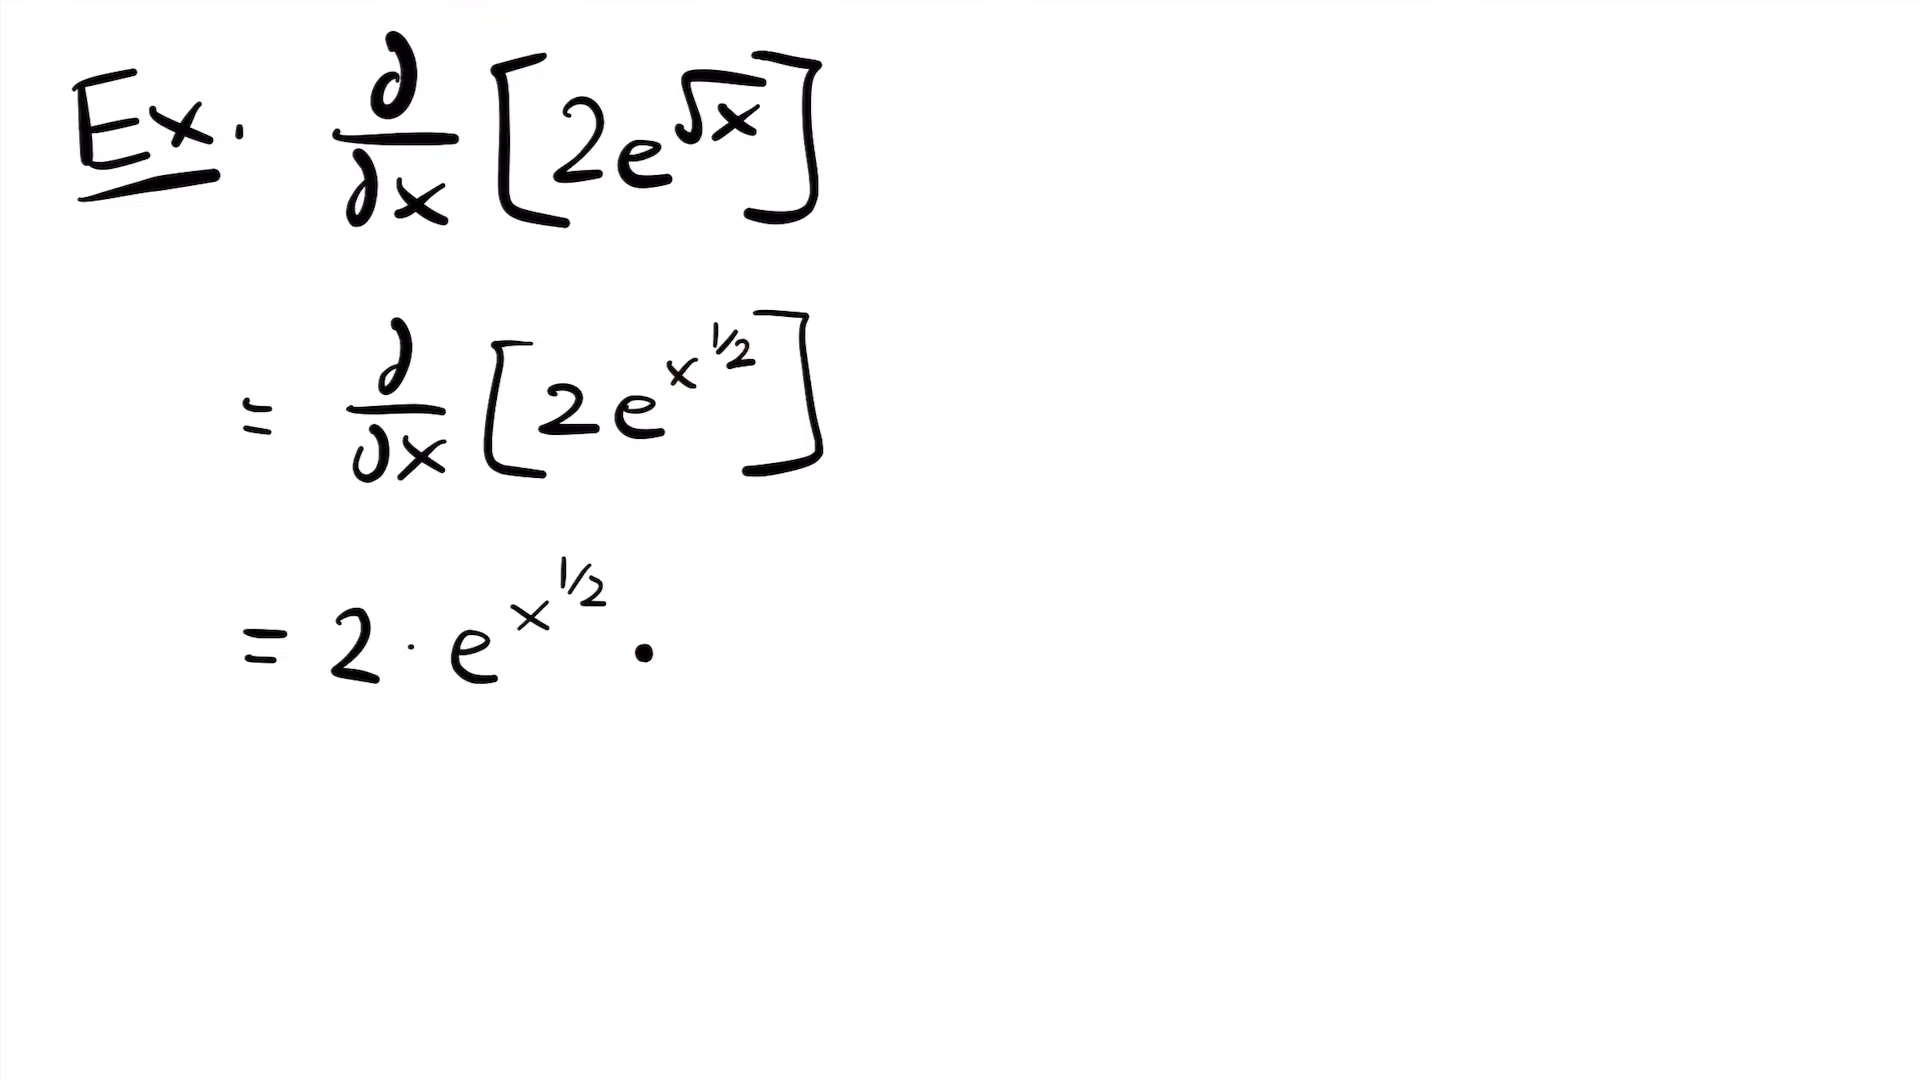 Ex. ∂/∂x [2e^√x]
= ∂/∂x [2e^x^1/2]
= 2 · e^x^1/2 ·